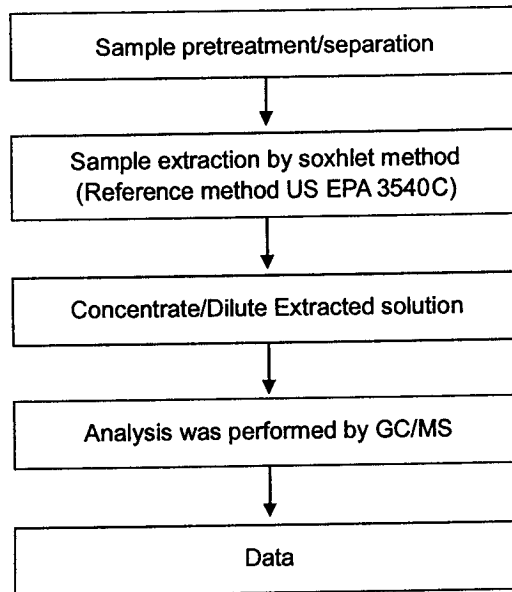 Sample pretreatment/separation
Sample extraction by soxhlet method
(Reference method US EPA 3540C)
Concentrate/Dilute Extracted solution
Analysis was performed by GC/MS
Data